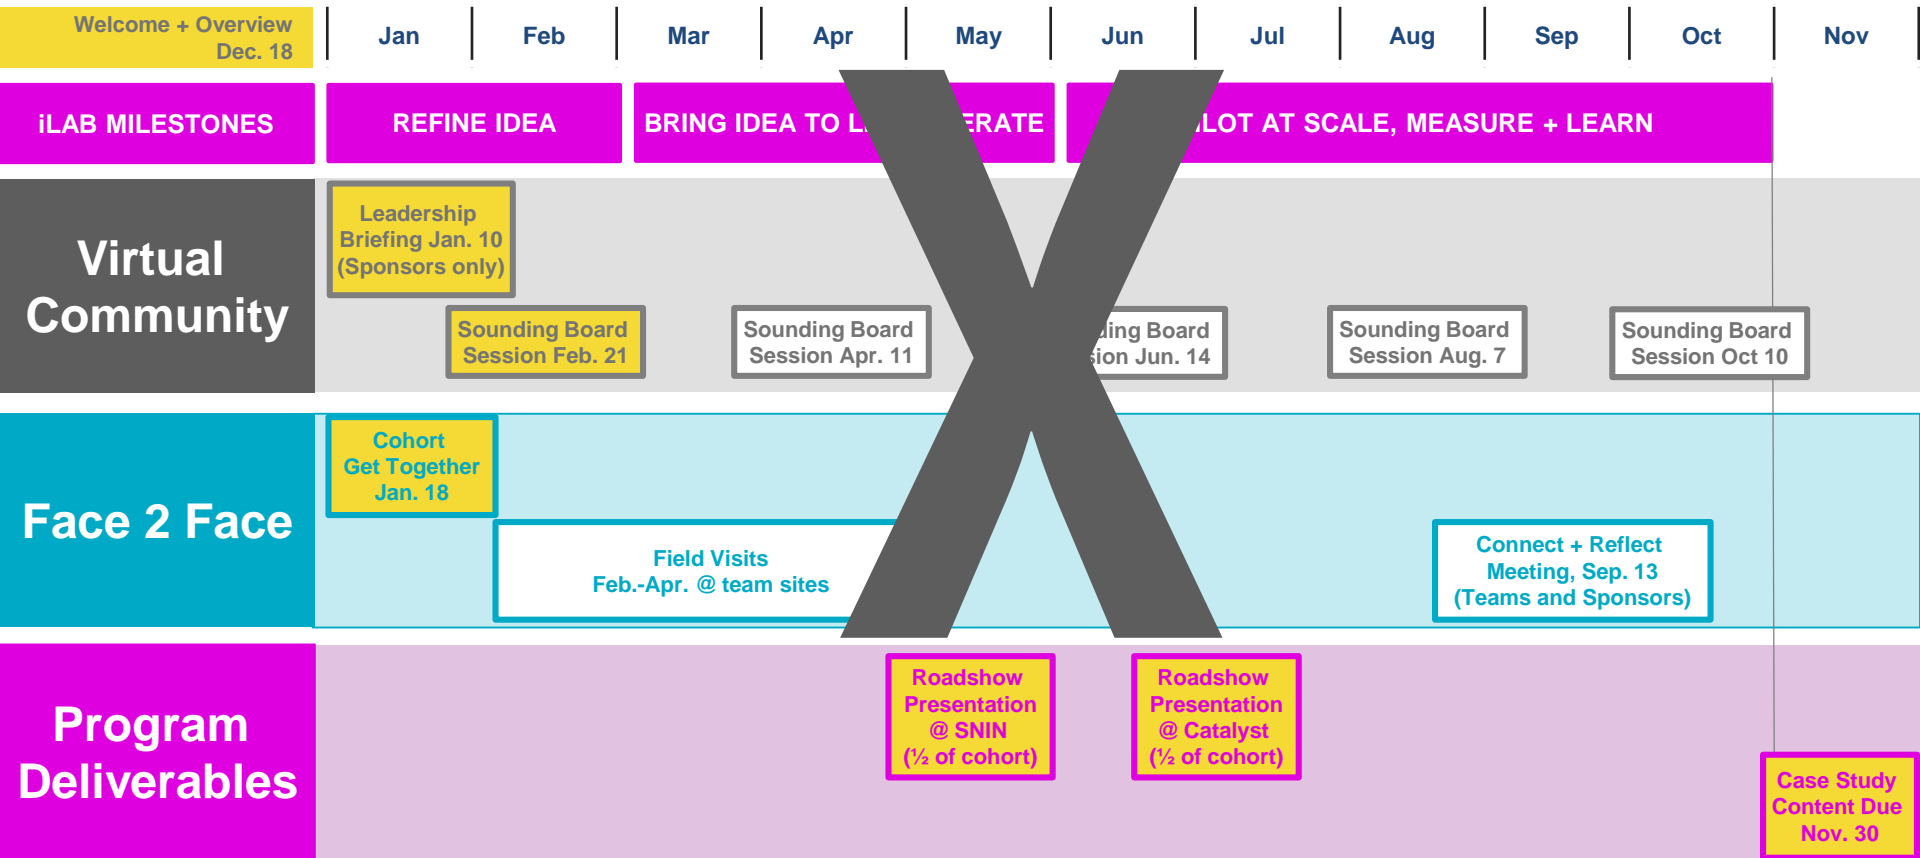 Welcome + Overview
Dec. 18
Jan
Feb
Mar
Apr
May
Jun
Jul
Aug
Sep
Oct
Nov
iLAB MILESTONES
REFINE IDEA
BRING IDEA TO
PILOT AT SCALE, MEASURE + LEARN
Virtual
Community
Leadership
Briefing Jan. 10
(Sponsors only)
Sounding Board
Session Feb. 21
Sounding Board
Session Apr. 11
Board
Jun. 14
Sounding Board
Session Aug. 7
Sounding Board
Session Oct 10
X
Face 2 Face
Cohort
Get Together
Jan. 18
Field Visits
Feb.-Apr. @ team sites
Connect + Reflect
Meeting, Sep. 13
(Teams and Sponsors)
Program
Deliverables
Roadshow
Presentation
@ SNIN
(½ of cohort)
Roadshow
Presentation
@ Catalyst
(½ of cohort)
Case Study
Content Due
Nov. 30